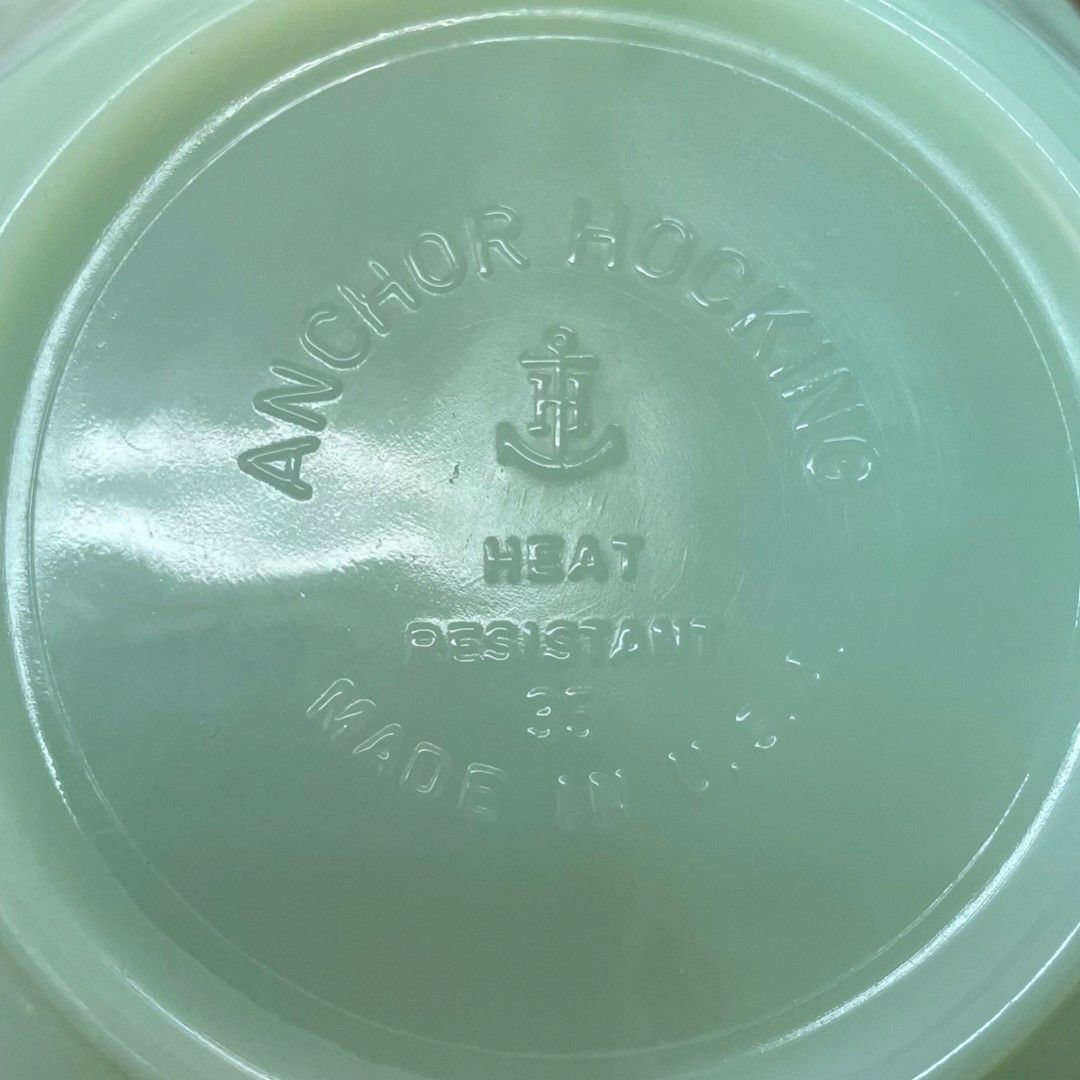 ANCHOR HOCKING
HEAT
RESISTANT
35
MADE IN U.S.A.